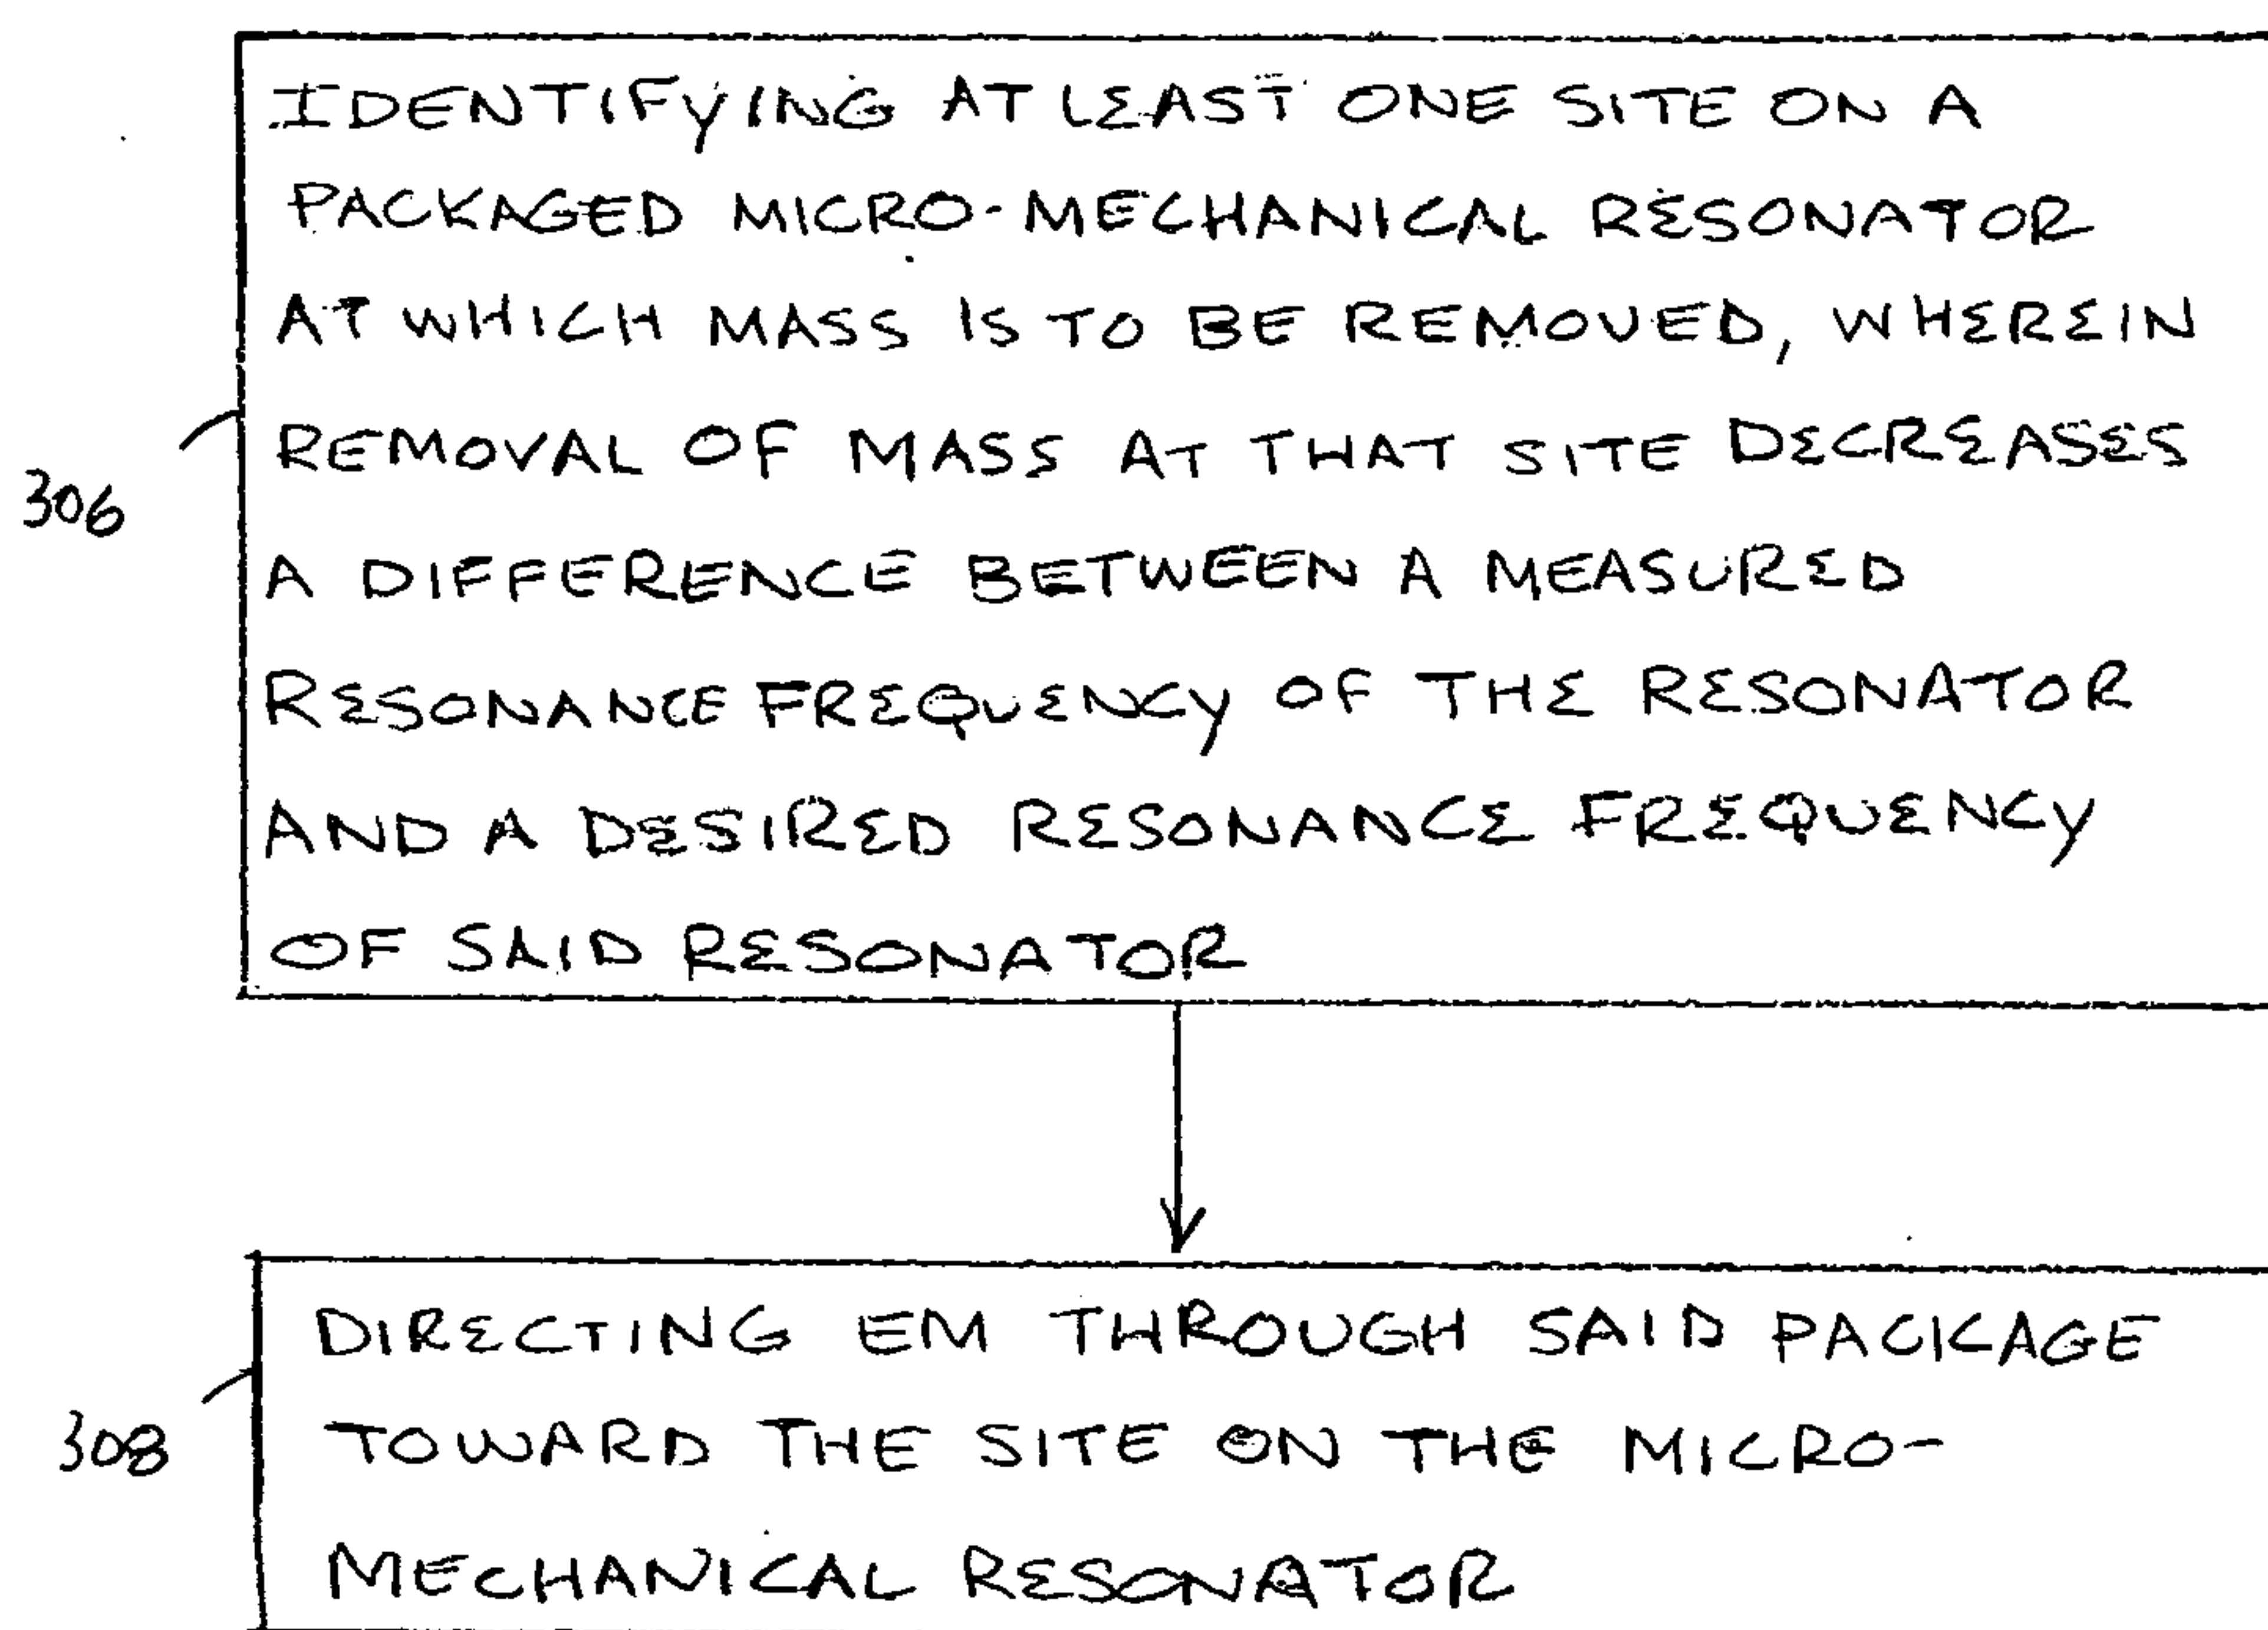 IDENTIFYING AT LEAST ONE SITE ON A
PACKAGED MICRO-MECHANICAL RESONATOR
AT WHICH MASS IS TO BE REMOVED, WHEREIN
REMOVAL OF MASS AT THAT SITE DECREASES
306
A DIFFERENCE BETWEEN A MEASURED
RESONANCE FREQUENCY OF THE RESONATOR
AND A DESIRED RESONANCE FREQUENCY
OF SAID RESONATOR
DIRECTING EM THROUGH SAID PACKAGE
308
TOWARD THE SITE ON THE MICRO-
MECHANICAL RESONATOR